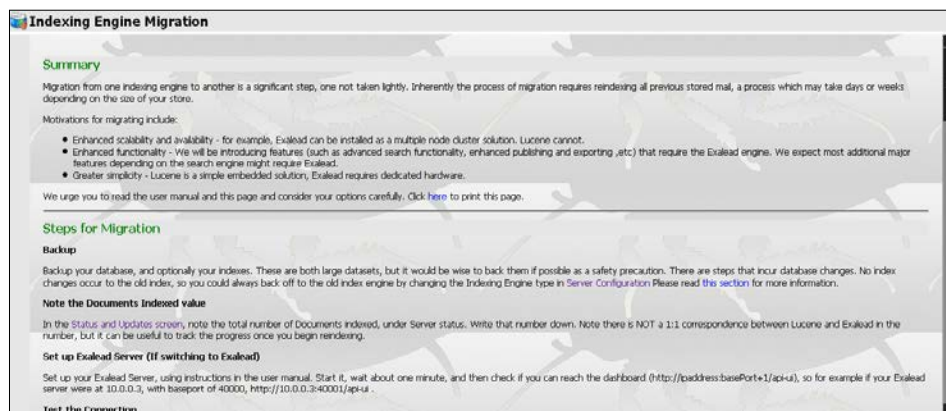 Indexing Engine Migration
Summary
Migration from one indexing engine to another is a significant step, one not taken lightly. Inherently the process of migration requires reindexing all previous stored mail, a process which may take days or weeks
depending on the size of your store.
Motivations for migrating include:
● Enhanced scalability and availability - for example, Exalead can be installed as a multiple node cluster solution. Lucene cannot.
● Enhanced functionality - We will be introducing features (such as advanced search functionality, enhanced publishing and exporting ,etc) that require the Exalead engine. We expect most additional major
features depending on the search engine might require Exalead.
● Greater simplicity - Lucene is a simple embedded solution, Exalead requires dedicated hardware.
We urge you to read the user manual and this page and consider your options carefully. Click here to print this page.
Steps for Migration
Backup
Backup your database, and optionally your indexes. These are both large datasets, but it would be wise to back them if possible as a safety precaution. There are steps that incur database changes. No index
changes occur to the old index, so you could always back off to the old index engine by changing the Indexing Engine type in Server Configuration Please read this section for more information.
Note the Documents Indexed value
In the Status and Updates screen, note the total number of Documents indexed, under Server status. Write that number down. Note there is NOT a 1:1 correspondence between Lucene and Exalead in the
number, but it can be useful to track the progress once you begin reindexing.
Set up Exalead Server (If switching to Exalead)
Set up your Exalead Server, using instructions in the user manual. Start it, wait about one minute, and then check if you can reach the dashboard (http://ipaddress:basePort+1/api-ui), so for example if your Exalead
server were at 10.0.0.3, with baseport of 40000, http://10.0.0.3:40001/api-ui .
Test the Connection